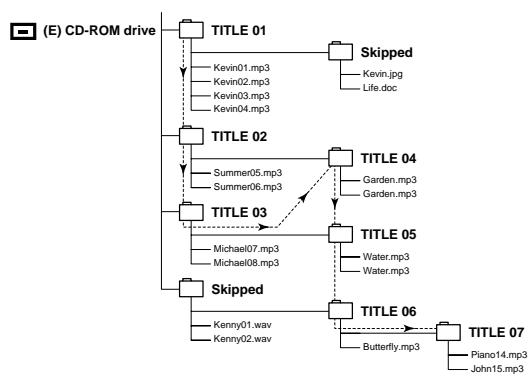 (E) CD-ROM drive
TITLE 01
Kevin01.mp3
Kevin02.mp3
Kevin03.mp3
Kevin04.mp3
Skipped
Kevin.jpg
Life.doc
TITLE 02
Summer05.mp3
Summer06.mp3
TITLE 04
Garden.mp3
Garden.mp3
TITLE 03
Michael07.mp3
Michael08.mp3
TITLE 05
Water.mp3
Water.mp3
Skipped
Kenny01.wav
Kenny02.wav
TITLE 06
Butterfly.mp3
TITLE 07
Piano14.mp3
John15.mp3